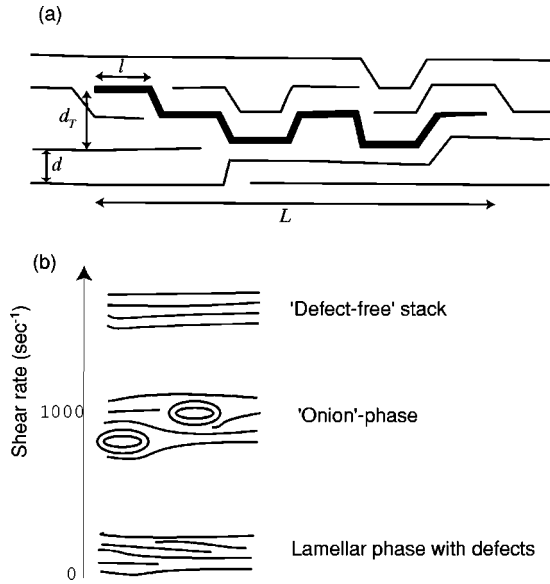 (a)
l
d_T
d
L
(b)
Shear rate (sec⁻¹)
'Defect-free' stack
1000
'Onion'-phase
Lamellar phase with defects
0